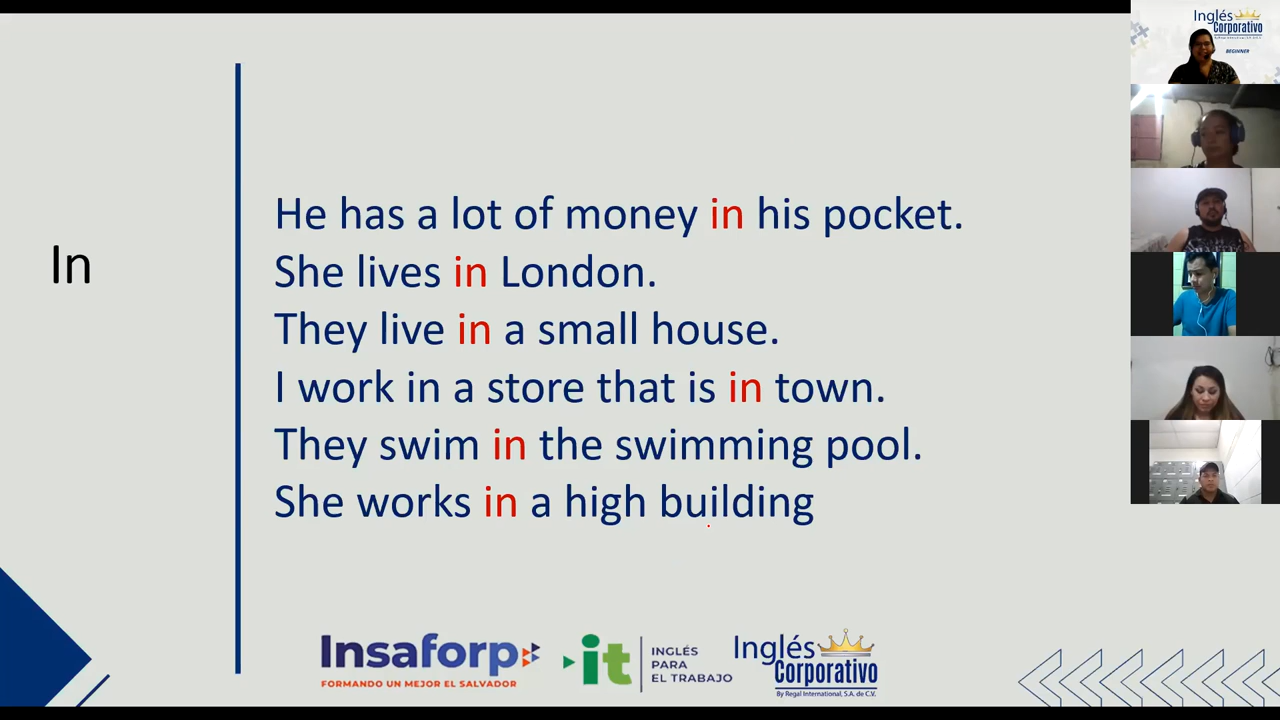 In
He has a lot of money in his pocket.
She lives in London.
They live in a small house.
I work in a store that is in town.
They swim in the swimming pool.
She works in a high building
Insaforp
FORMANDO UN MEJOR EL SALVADOR
it
INGLÉS
PARA
EL TRABAJO
Inglés
Corporativo
By Regal International, S.A. de C.V.
Inglés
Corporativo
BEGINNER